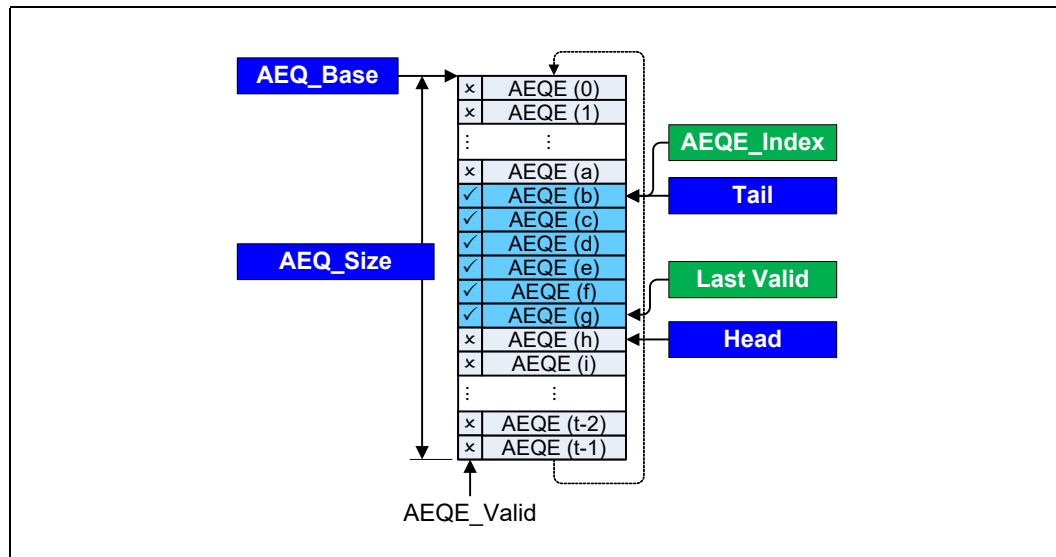 AEQ_Base
AEQ_Size
× AEQE (0)
× AEQE (1)
⋮ ⋮
× AEQE (a)
✓ AEQE (b)
✓ AEQE (c)
✓ AEQE (d)
✓ AEQE (e)
✓ AEQE (f)
✓ AEQE (g)
× AEQE (h)
× AEQE (i)
⋮ ⋮
× AEQE (t-2)
× AEQE (t-1)
AEQE_Valid
AEQE_Index
Tail
Last Valid
Head